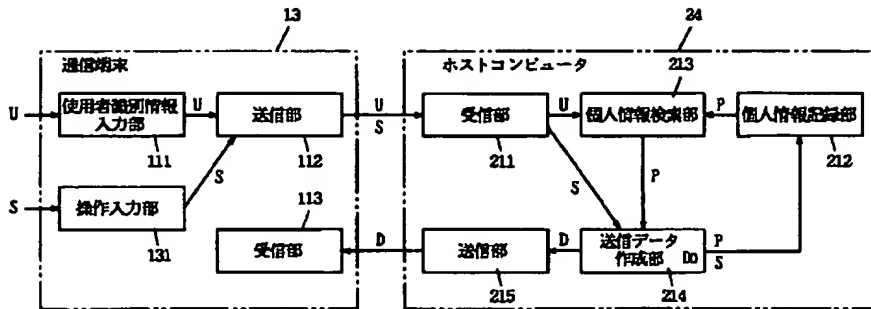 13
24
通信端末
ホストコンピュータ
213
U
使用者識別情報
入力部
U
送信部
U
S
受信部
U
個人情報検索部
P
個人情報記録部
111
112
211
212
S
S
P
S
操作入力部
113
131
受信部
D
送信部
D
送信データ
作成部
D0
P
S
215
214